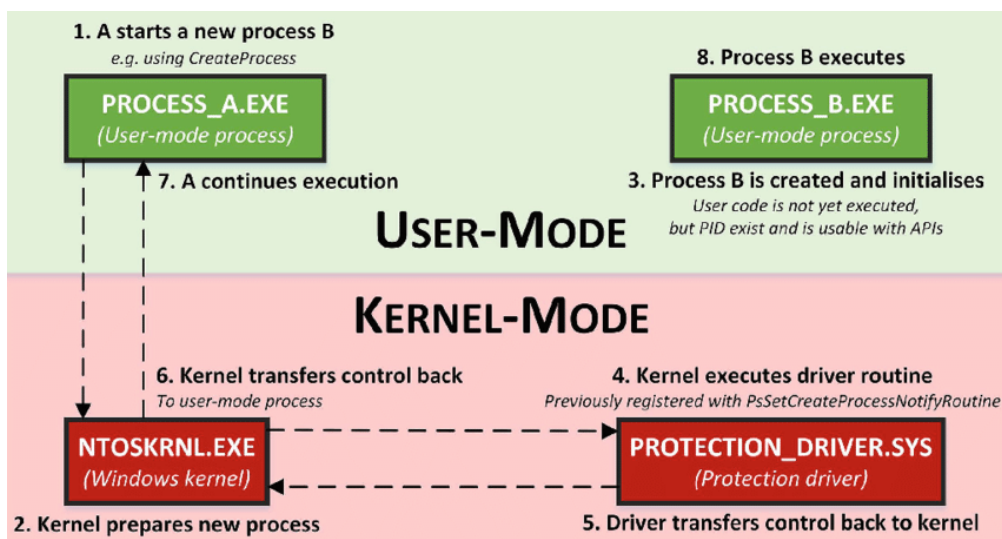 1. A starts a new process B
e.g. using CreateProcess
PROCESS_A.EXE
(User-mode process)
8. Process B executes
PROCESS_B.EXE
(User-mode process)
7. A continues execution
3. Process B is created and initialises
User code is not yet executed,
but PID exist and is usable with APIs
USER-MODE
KERNEL-MODE
6. Kernel transfers control back
To user-mode process
4. Kernel executes driver routine
Previously registered with PsSetCreateProcessNotifyRoutine
NTOSKRNL.EXE
(Windows kernel)
PROTECTION_DRIVER.SYS
(Protection driver)
2. Kernel prepares new process
5. Driver transfers control back to kernel